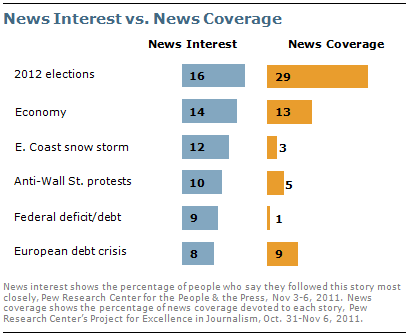 News Interest vs. News Coverage
News Interest News Coverage
2012 elections 16 29
Economy 14 13
E. Coast snow storm 12 3
Anti-Wall St. protests 10 5
Federal deficit/debt 9 1
European debt crisis 8 9
News interest shows the percentage of people who say they followed this story most
closely, Pew Research Center for the People & the Press, Nov 3-6, 2011. News
coverage shows the percentage of news coverage devoted to each story, Pew
Research Center's Project for Excellence in Journalism, Oct. 31-Nov 6, 2011.